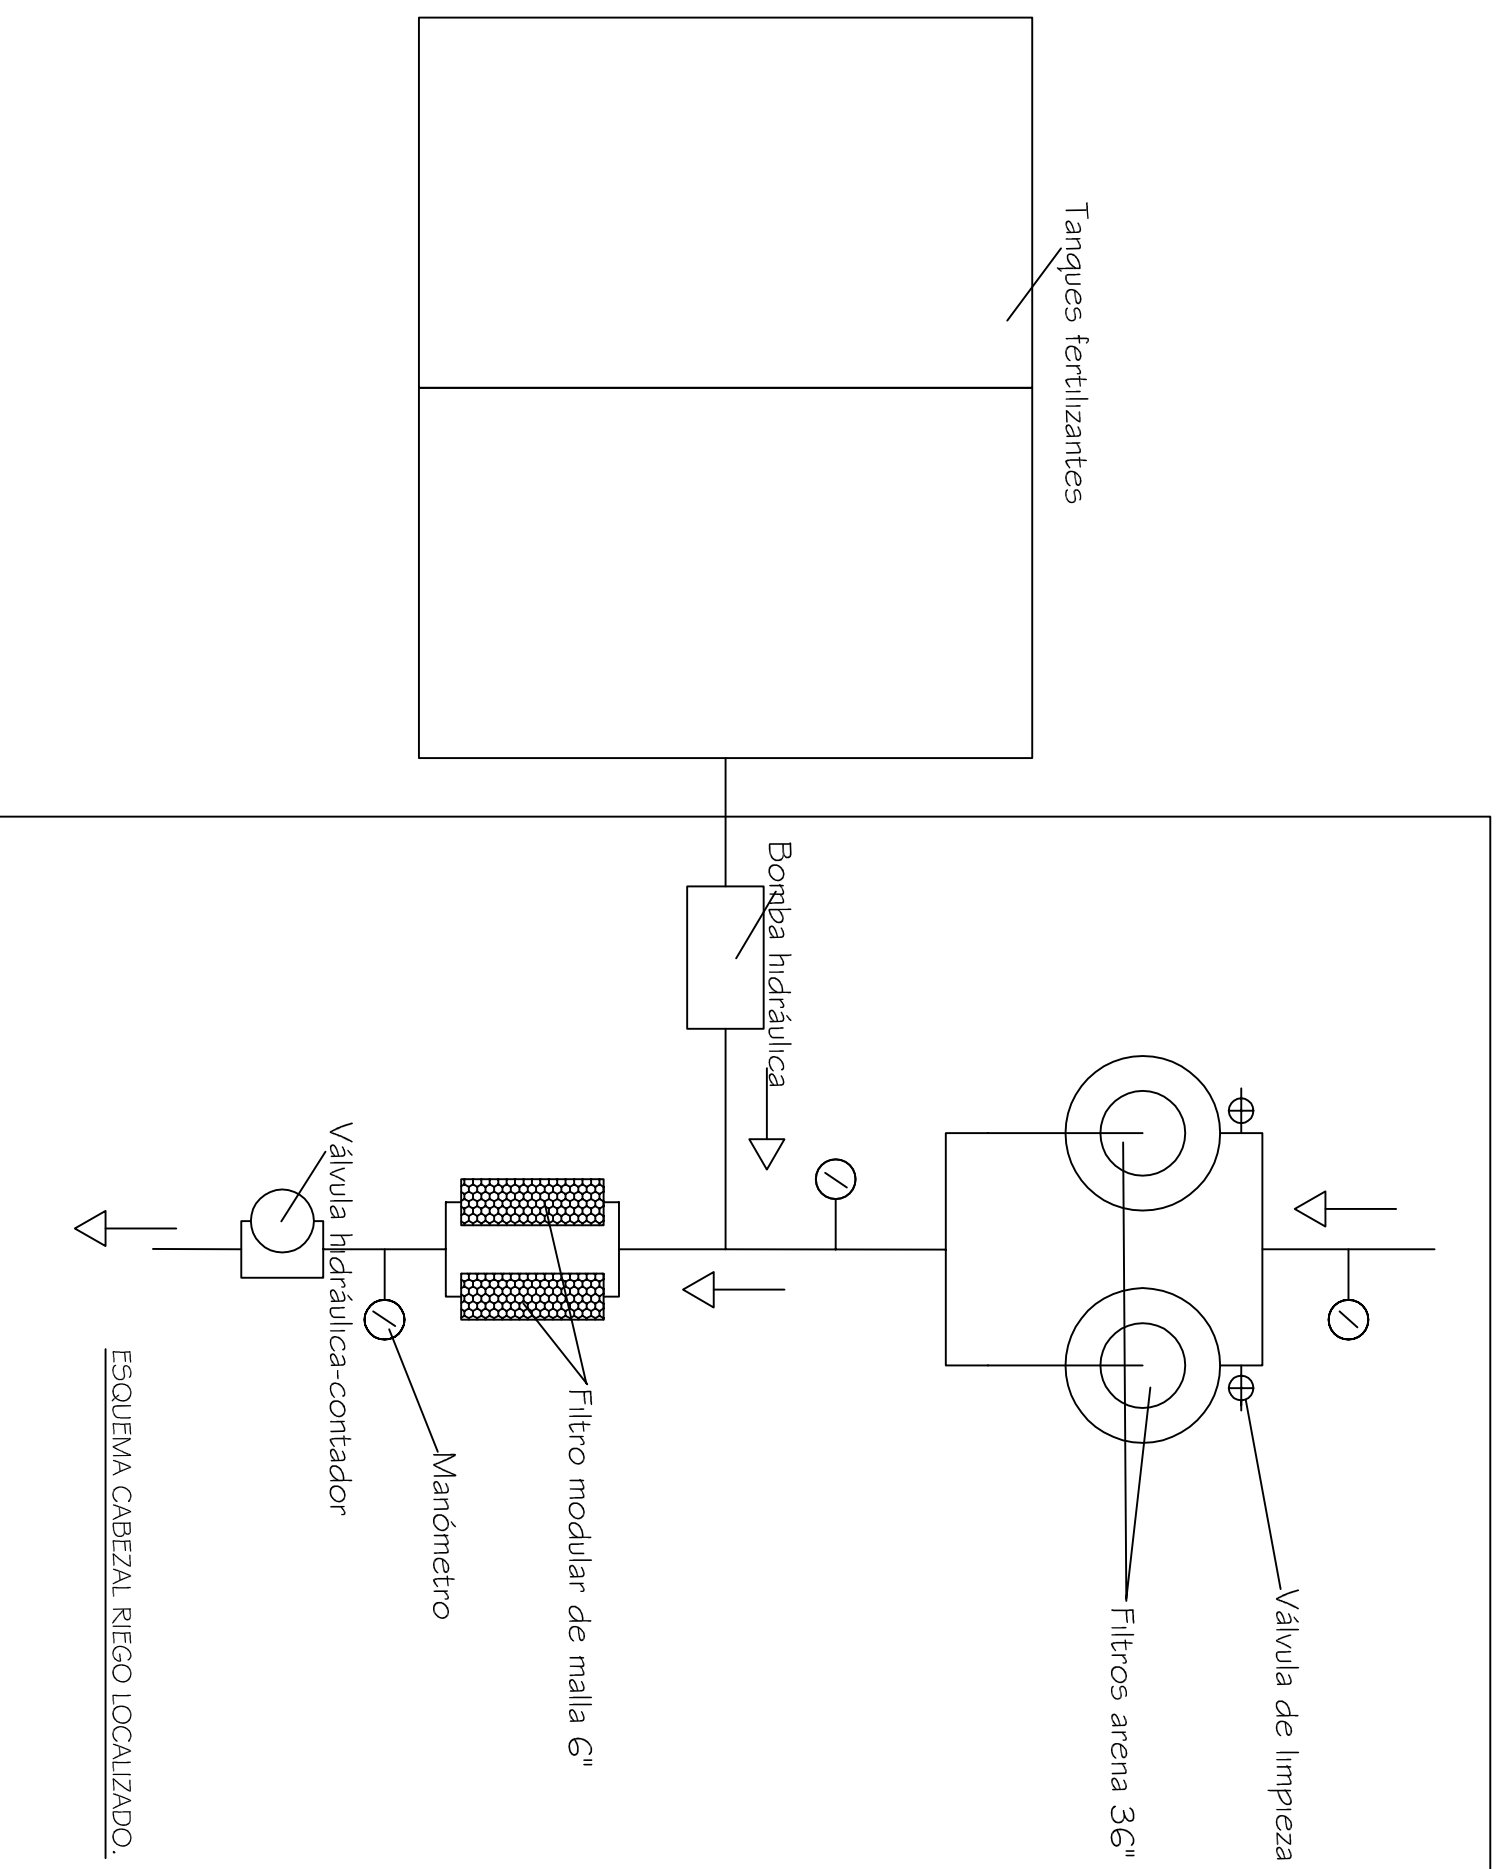 Tanques fertilizantes
Bomba hidráulica
Válvula de limpieza
Filtros arena 36"
Filtro modular de malla 6"
Manómetro
Válvula hidráulica-contador
ESQUEMA CABEZAL RIEGO LOCALIZADO.